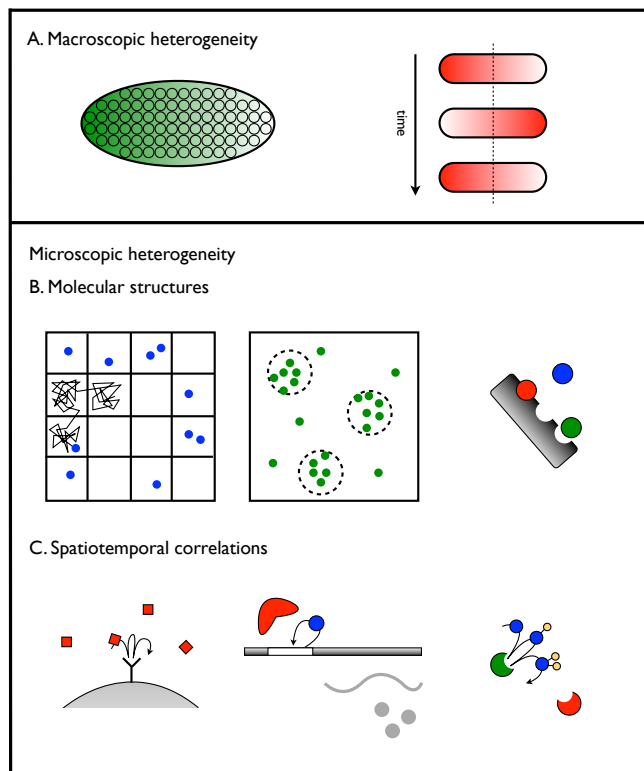 A. Macroscopic heterogeneity
time
Microscopic heterogeneity
B. Molecular structures
C. Spatiotemporal correlations